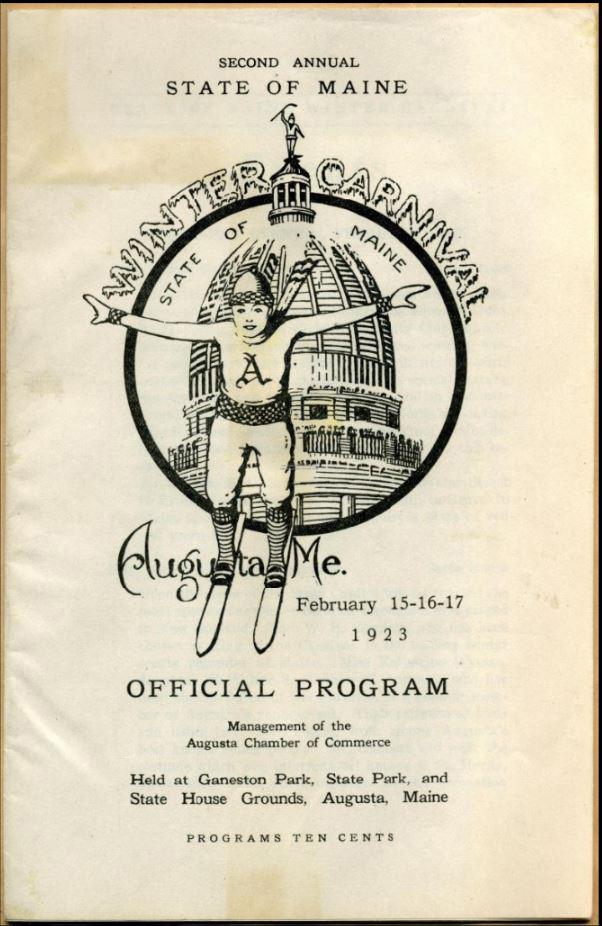 SECOND ANNUAL
STATE OF MAINE
WINTER CARNIVAL
STATE OF MAINE
A
Augusta Me.
February 15-16-17
1923
OFFICIAL PROGRAM
Management of the
Augusta Chamber of Commerce
Held at Ganeston Park, State Park, and
State House Grounds, Augusta, Maine
PROGRAMS TEN CENTS